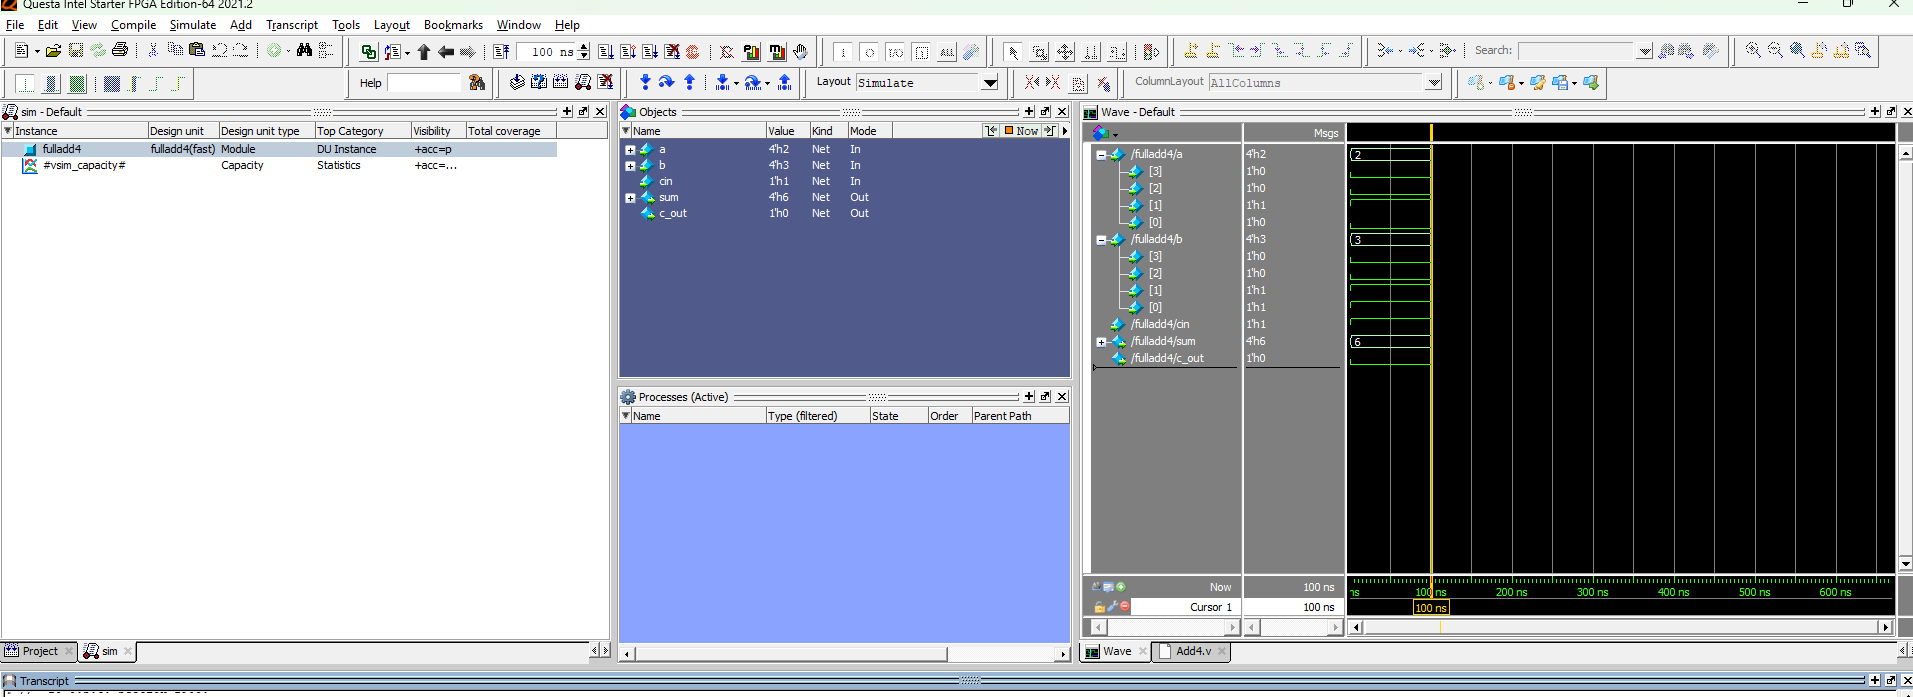 Questa Intel Starter FPGA Edition-64 2021.2
File Edit View Compile Simulate Add Transcript Tools Layout Bookmarks Window Help
100 ns
Search:
Help
Layout Simulate
ColumnLayout AllColumns
sim - Default
Instance Design unit Design unit type Top Category Visibility Total coverage
fulladd4 fulladd4(fast) Module DU Instance +acc=p
#vsim_capacity# Capacity Statistics +acc=...
Objects
Name Value Kind Mode Now
a 4'h2 Net In
b 4'h3 Net In
cin 1'h1 Net In
sum 4'h6 Net Out
c_out 1'h0 Net Out
Processes (Active)
Name Type (filtered) State Order Parent Path
Wave - Default
Msgs
/fulladd4/a 4'h2 2
[3] 1'h0
[2] 1'h0
[1] 1'h1
[0] 1'h0
/fulladd4/b 4'h3 3
[3] 1'h0
[2] 1'h0
[1] 1'h1
[0] 1'h1
/fulladd4/cin 1'h1
/fulladd4/sum 4'h6 6
/fulladd4/c_out 1'h0
Now 100 ns ns 100 ns 200 ns 300 ns 400 ns 500 ns 600 ns
Cursor 1 100 ns 100 ns
Project sim
Wave Add4.v
Transcript